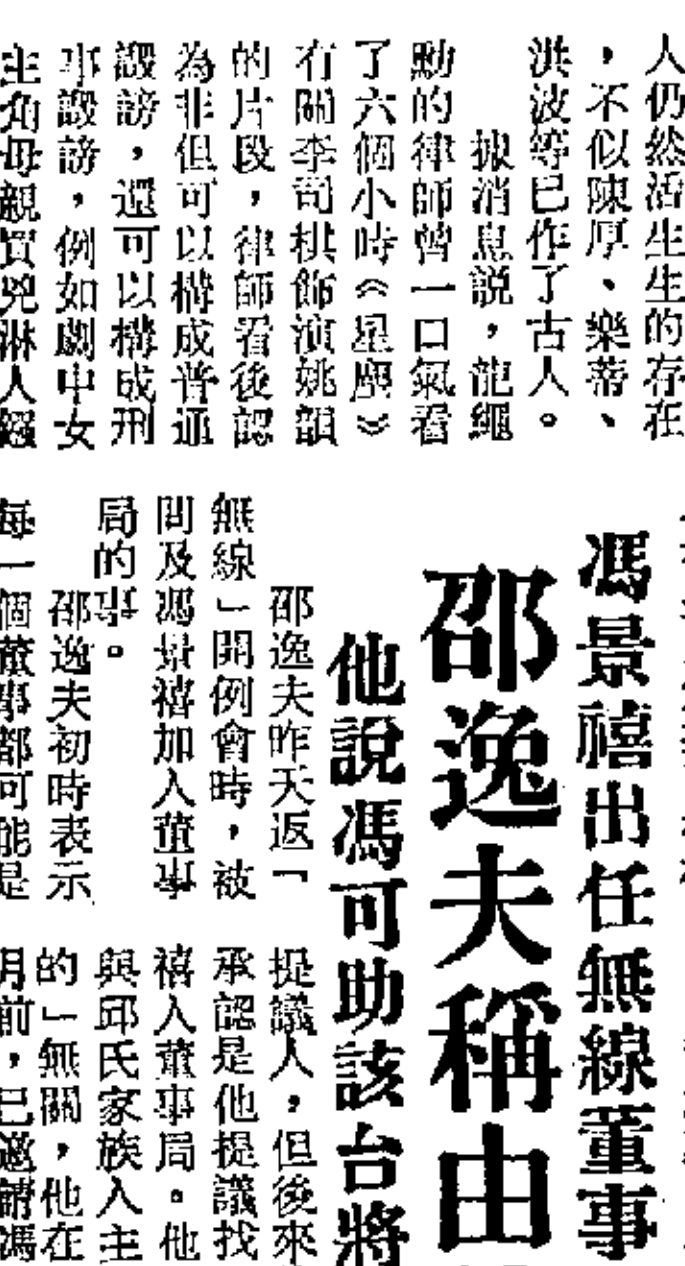 人仍然活生生的存在
，不似陳厚、樂蒂、
洪波等已作了古人。
據消息説，龍繩
勳的律師曾一口氣看
了六個小時《星塵》
有關李司棋飾演姚韻
的片段，律師看後認
為非但可以構成普通
譭謗，還可以構成刑
事譭謗，例如劇中女
主角母親買兇淋人鏹
馮景禧出任無線董事
邵逸夫稱由
他說馮可助該台將
邵逸夫昨天返「
無線」開例會時，被
問及馮景禧加入董事
局的事。
邵逸夫初時表示
每一個董事都可能是
提議人，但後來
承認是他提議找
禧入董事局。他
與邱氏家族入主
的」無關，他在
月前，已邀請馮